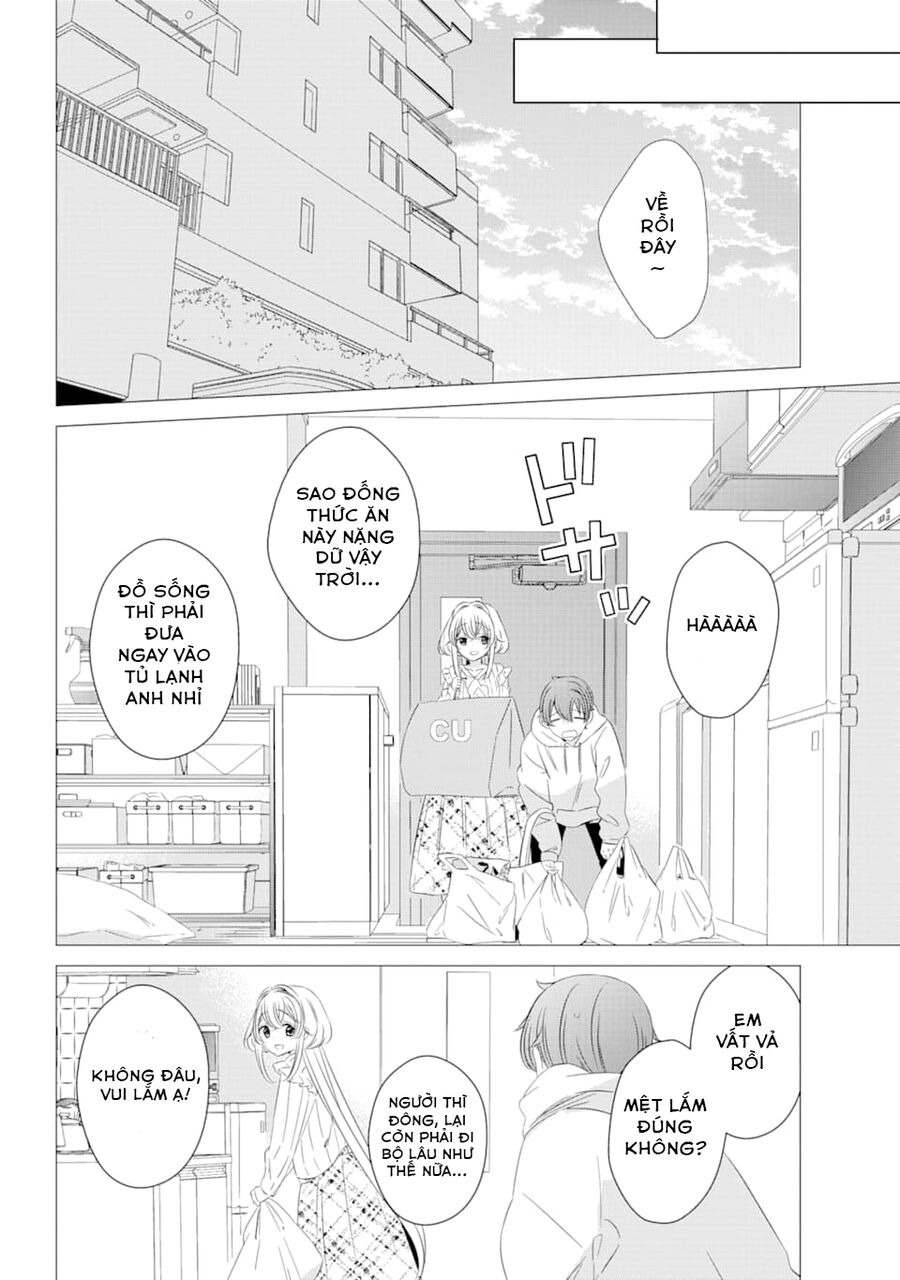 VỀ
RỒI
ĐÂY
~
HÀÀÀÀÀ
ドサ
SAO ĐỐNG
THỨC ĂN
NÀY NẶNG
DỮ VẬY
TRỜI...
ĐỒ SỐNG
THÌ PHẢI
ĐƯA
NGAY VÀO
TỦ LẠNH
ANH NHỈ
CU
EM
VẤT VẢ
RỒI
MỆT LẮM
ĐÚNG
KHÔNG?
NGƯỜI THÌ
ĐÔNG, LẠI
CÒN PHẢI ĐI
BỘ LÂU NHƯ
THẾ NỮA...
KHÔNG ĐÂU,
VUI LẮM Ạ!